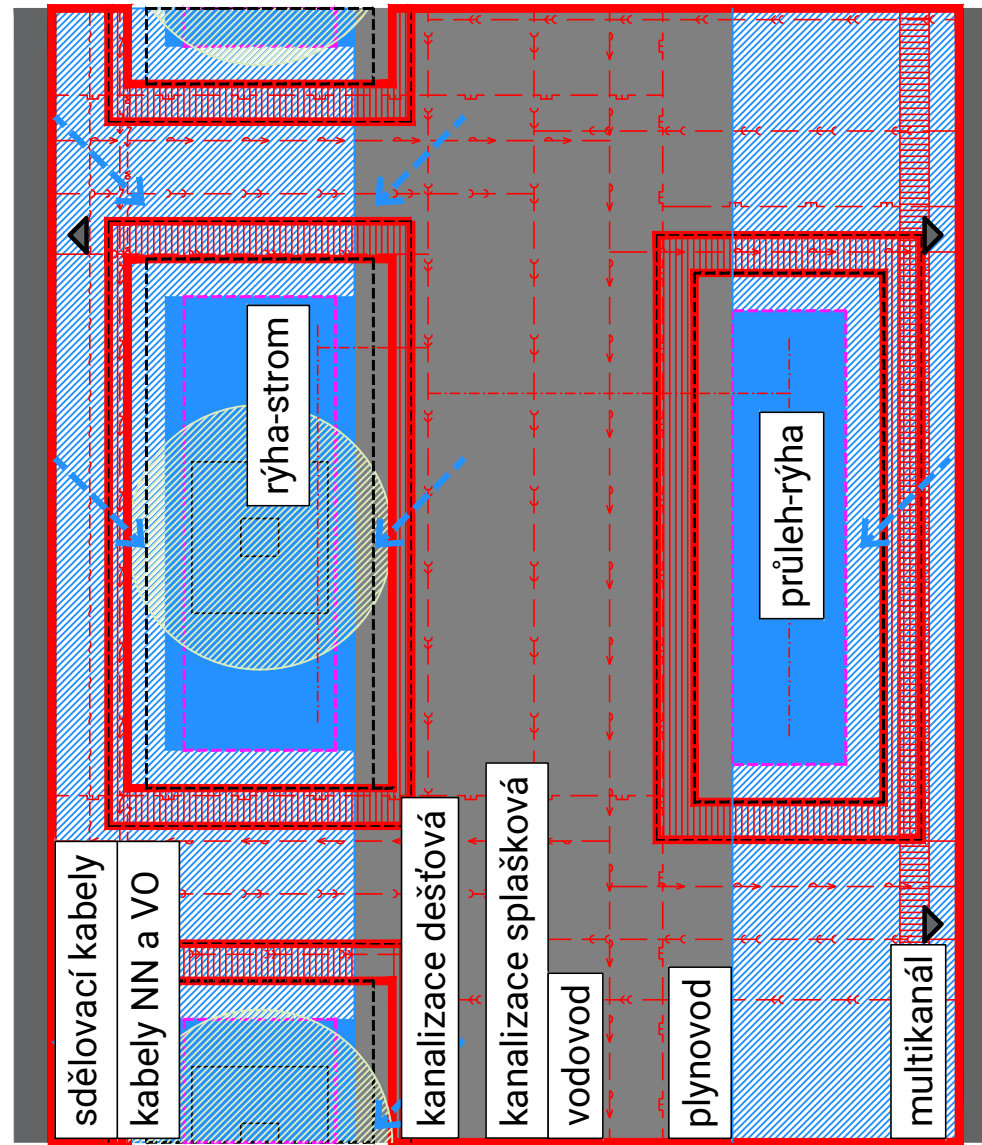 rýha-strom
průleh-rýha
sdělovací kabely
kabely NN a VO
kanalizace dešťová
kanalizace splašková
vodovod
plynovod
multikanál